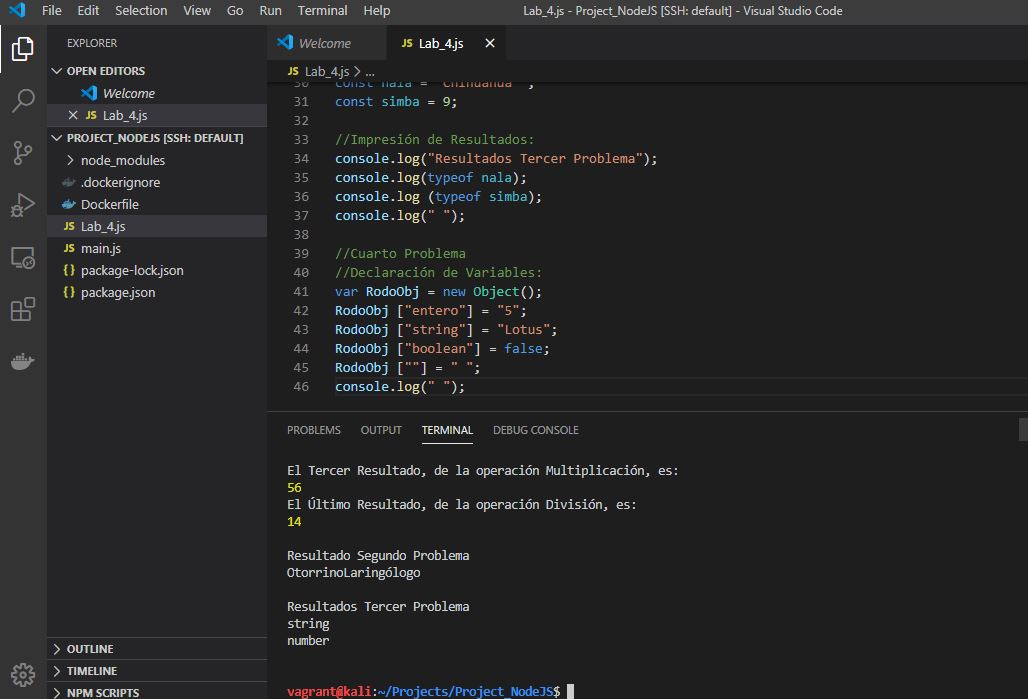 File Edit Selection View Go Run Terminal Help Lab_4.js - Project_NodeJS [SSH: default] - Visual Studio Code
EXPLORER
OPEN EDITORS
Welcome
JS Lab_4.js
PROJECT_NODEJS [SSH: DEFAULT]
node_modules
.dockerignore
Dockerfile
JS Lab_4.js
JS main.js
{} package-lock.json
{} package.json
OUTLINE
TIMELINE
NPM SCRIPTS
Welcome JS Lab_4.js
JS Lab_4.js > ...
30 const nala = "Chihuahua" ;
31 const simba = 9;
32
33 //Impresión de Resultados:
34 console.log("Resultados Tercer Problema");
35 console.log(typeof nala);
36 console.log (typeof simba);
37 console.log(" ");
38
39 //Cuarto Problema
40 //Declaración de Variables:
41 var RodoObj = new Object();
42 RodoObj ["entero"] = "5";
43 RodoObj ["string"] = "Lotus";
44 RodoObj ["boolean"] = false;
45 RodoObj [""] = " ";
46 console.log(" ");
PROBLEMS OUTPUT TERMINAL DEBUG CONSOLE
El Tercer Resultado, de la operación Multiplicación, es:
56
El Último Resultado, de la operación División, es:
14
Resultado Segundo Problema
OtorrinoLaringólogo
Resultados Tercer Problema
string
number
vagrant@kali:~/Projects/Project_NodeJS$